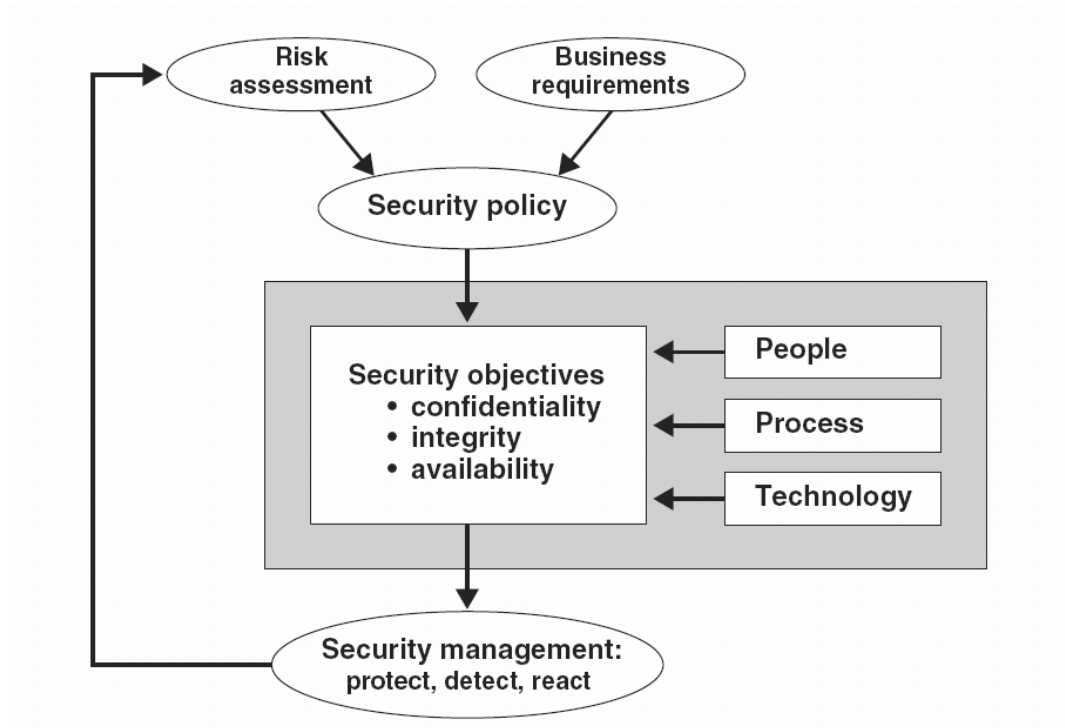 Risk
assessment
Business
requirements
Security policy
Security objectives
• confidentiality
• integrity
• availability
People
Process
Technology
Security management:
protect, detect, react